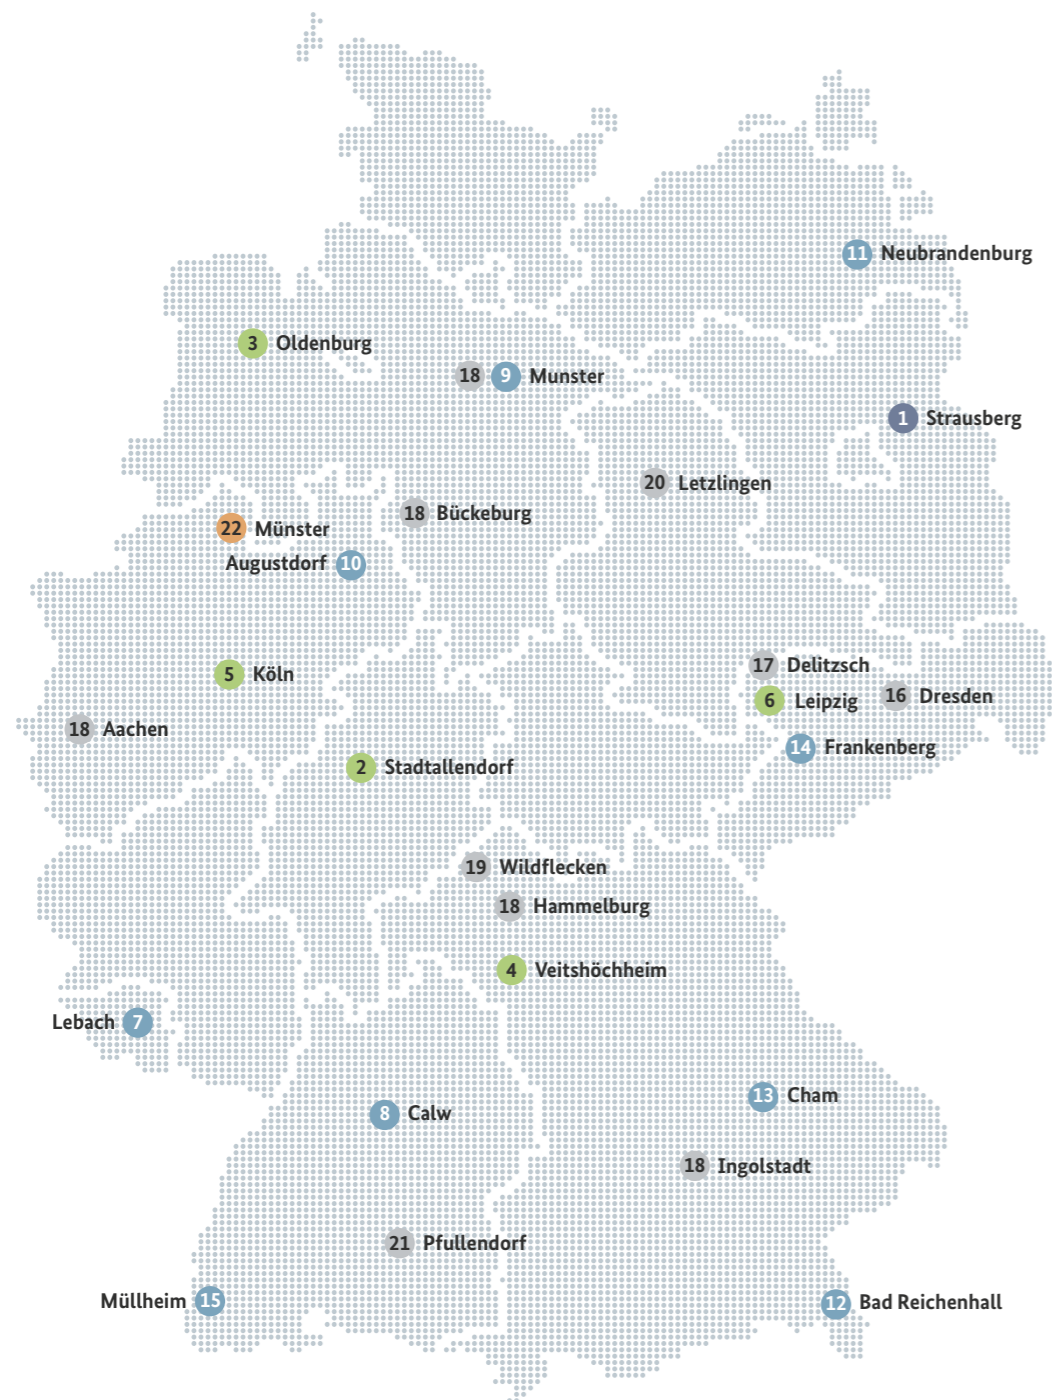 11 Neubrandenburg
3 Oldenburg
18 9 Munster
1 Strausberg
20 Letzlingen
18 Bückeburg
22 Münster
Augustdorf 10
17 Delitzsch
5 Köln
6 Leipzig
16 Dresden
18 Aachen
14 Frankenberg
2 Stadtallendorf
19 Wildflecken
18 Hammelburg
4 Veitshöchheim
Lebach 7
13 Cham
8 Calw
18 Ingolstadt
21 Pfullendorf
Müllheim 15
12 Bad Reichenhall